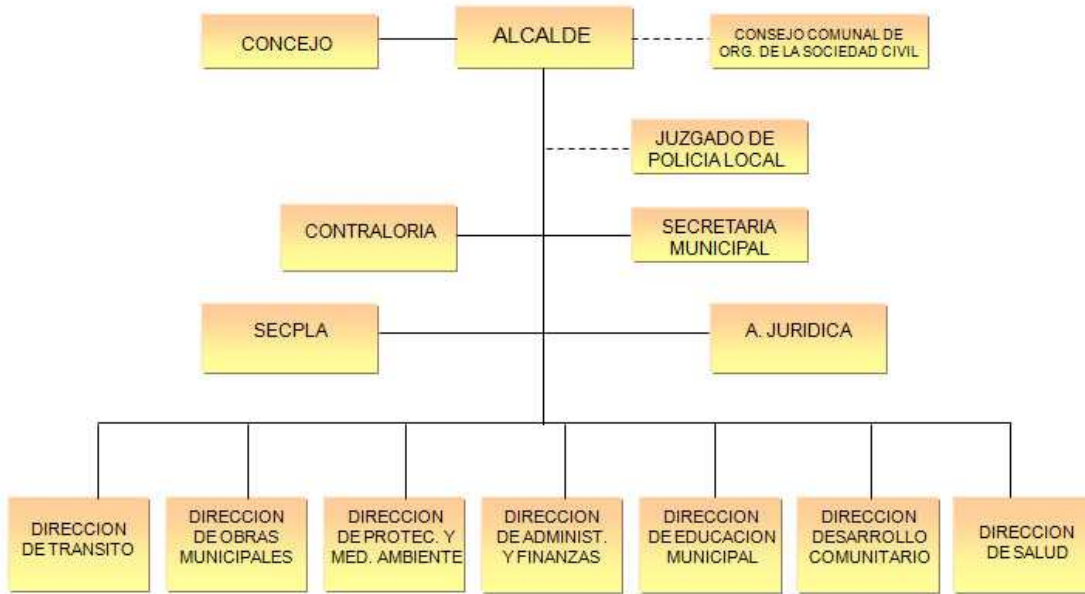 CONCEJO
ALCALDE
CONSEJO COMUNAL DE
ORG. DE LA SOCIEDAD CIVIL
JUZGADO DE
POLICIA LOCAL
CONTRALORIA
SECRETARIA
MUNICIPAL
SECPLA
A. JURIDICA
DIRECCION
DE TRANSITO
DIRECCION
DE OBRAS
MUNICIPALES
DIRECCION
DE PROTEC. Y
MED. AMBIENTE
DIRECCION
DE ADMINIST.
Y FINANZAS
DIRECCION
DE EDUCACION
MUNICIPAL
DIRECCION
DESARROLLO
COMUNITARIO
DIRECCION
DE SALUD